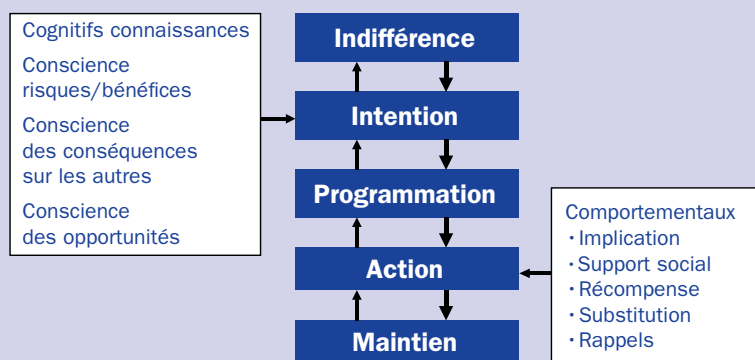 Cognitifs connaissances
Conscience
risques/bénéfices
Conscience
des conséquences
sur les autres
Conscience
des opportunités
Indifférence
Intention
Programmation
Action
Maintien
Comportementaux
· Implication
· Support social
· Récompense
· Substitution
· Rappels